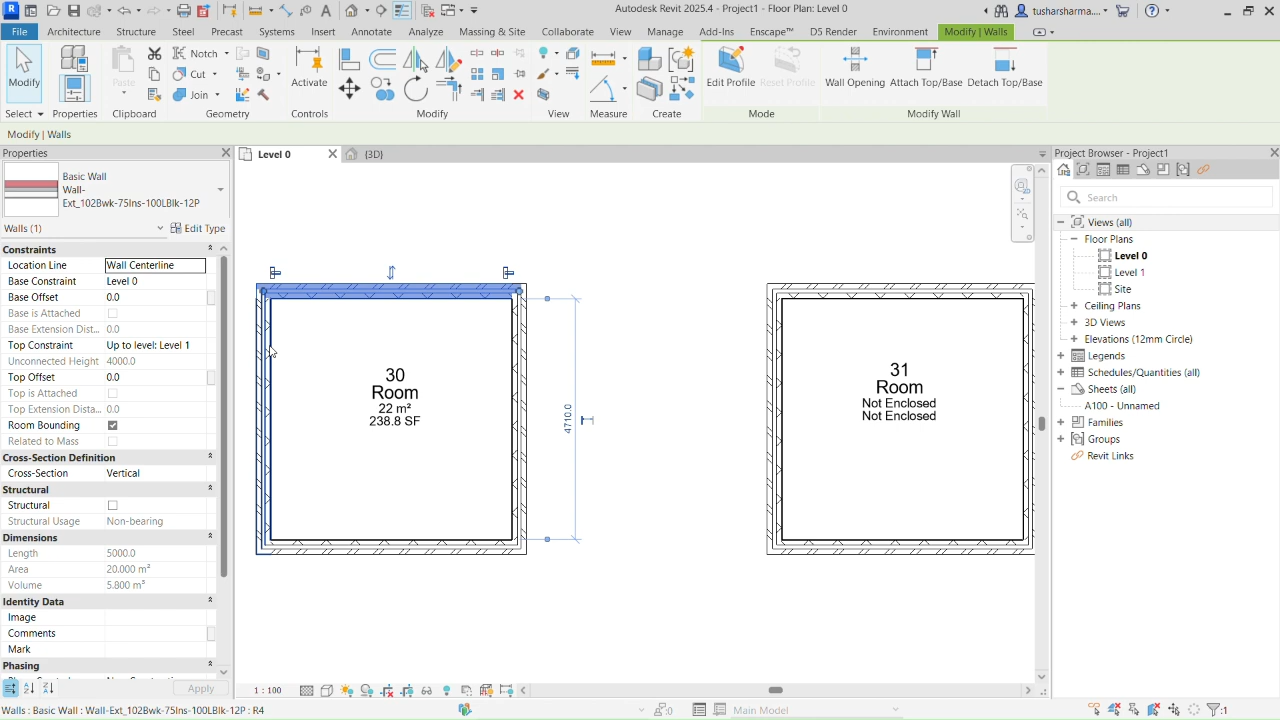 Autodesk Revit 2025.4 - Project1 - Floor Plan: Level 0
tusharsharma....
File Architecture Structure Steel Precast Systems Insert Annotate Analyze Massing & Site Collaborate View Manage Add-Ins Enscape™ D5 Render Environment Modify | Walls
Modify
Paste
Notch
Cut
Join
Activate
Edit Profile Reset Profile Wall Opening Attach Top/Base Detach Top/Base
Select Properties Clipboard Geometry Controls Modify View Measure Create Mode Modify Wall
Modify | Walls
Properties
Basic Wall
Wall-
Ext_102Bwk-75Ins-100LBlk-12P
Walls (1)
Edit Type
Constraints
Location Line Wall Centerline
Base Constraint Level 0
Base Offset 0.0
Base is Attached
Base Extension Dist... 0.0
Top Constraint Up to level: Level 1
Unconnected Height 4000.0
Top Offset 0.0
Top is Attached
Top Extension Dista... 0.0
Room Bounding
Related to Mass
Cross-Section Definition
Cross-Section Vertical
Structural
Structural
Structural Usage Non-bearing
Dimensions
Length 5000.0
Area 20.000 m²
Volume 5.800 m³
Identity Data
Image
Comments
Mark
Phasing
Apply
Level 0
{3D}
30
Room
22 m²
238.8 SF
4710.0
31
Room
Not Enclosed
Not Enclosed
Project Browser - Project1
Search
Views (all)
Floor Plans
Level 0
Level 1
Site
Ceiling Plans
3D Views
Elevations (12mm Circle)
Legends
Schedules/Quantities (all)
Sheets (all)
A100 - Unnamed
Families
Groups
Revit Links
1 : 100
Walls : Basic Wall : Wall-Ext_102Bwk-75Ins-100LBlk-12P : R4
:0
Main Model
:1